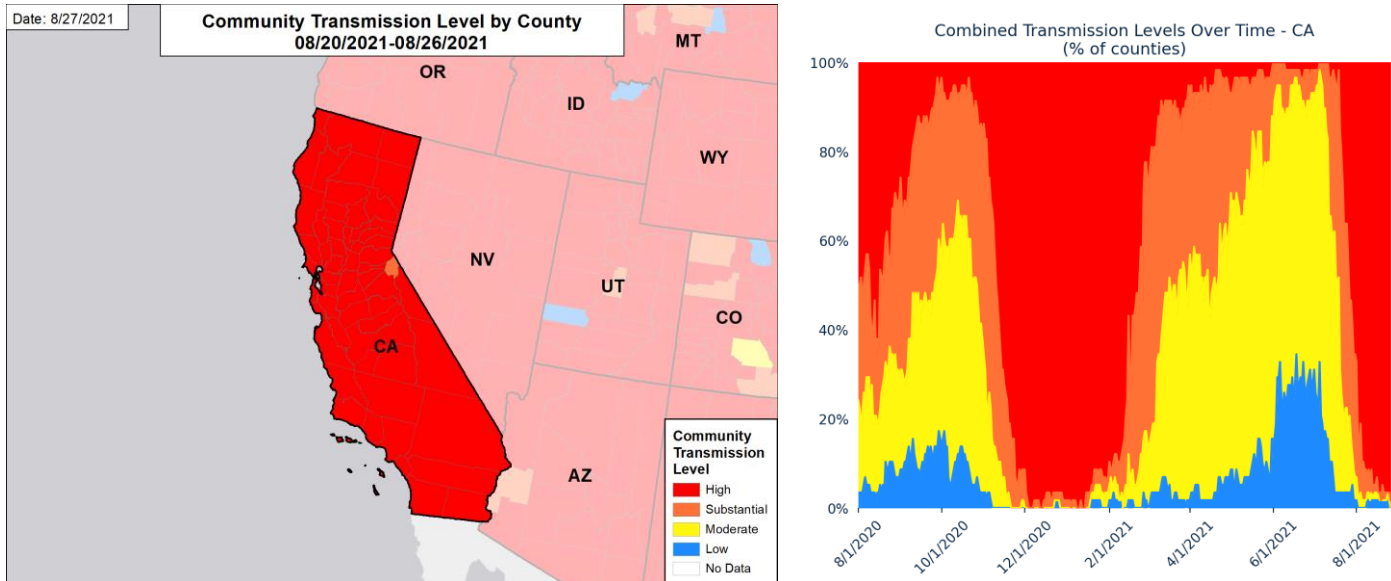 Date: 8/27/2021
Community Transmission Level by County
08/20/2021-08/26/2021
MT
OR
ID
WY
NV
UT
CO
CA
AZ
Community
Transmission
Level
High
Substantial
Moderate
Low
No Data
Combined Transmission Levels Over Time - CA
(% of counties)
100%
80%
60%
40%
20%
0%
8/1/2020
10/1/2020
12/1/2020
2/1/2021
4/1/2021
6/1/2021
8/1/2021